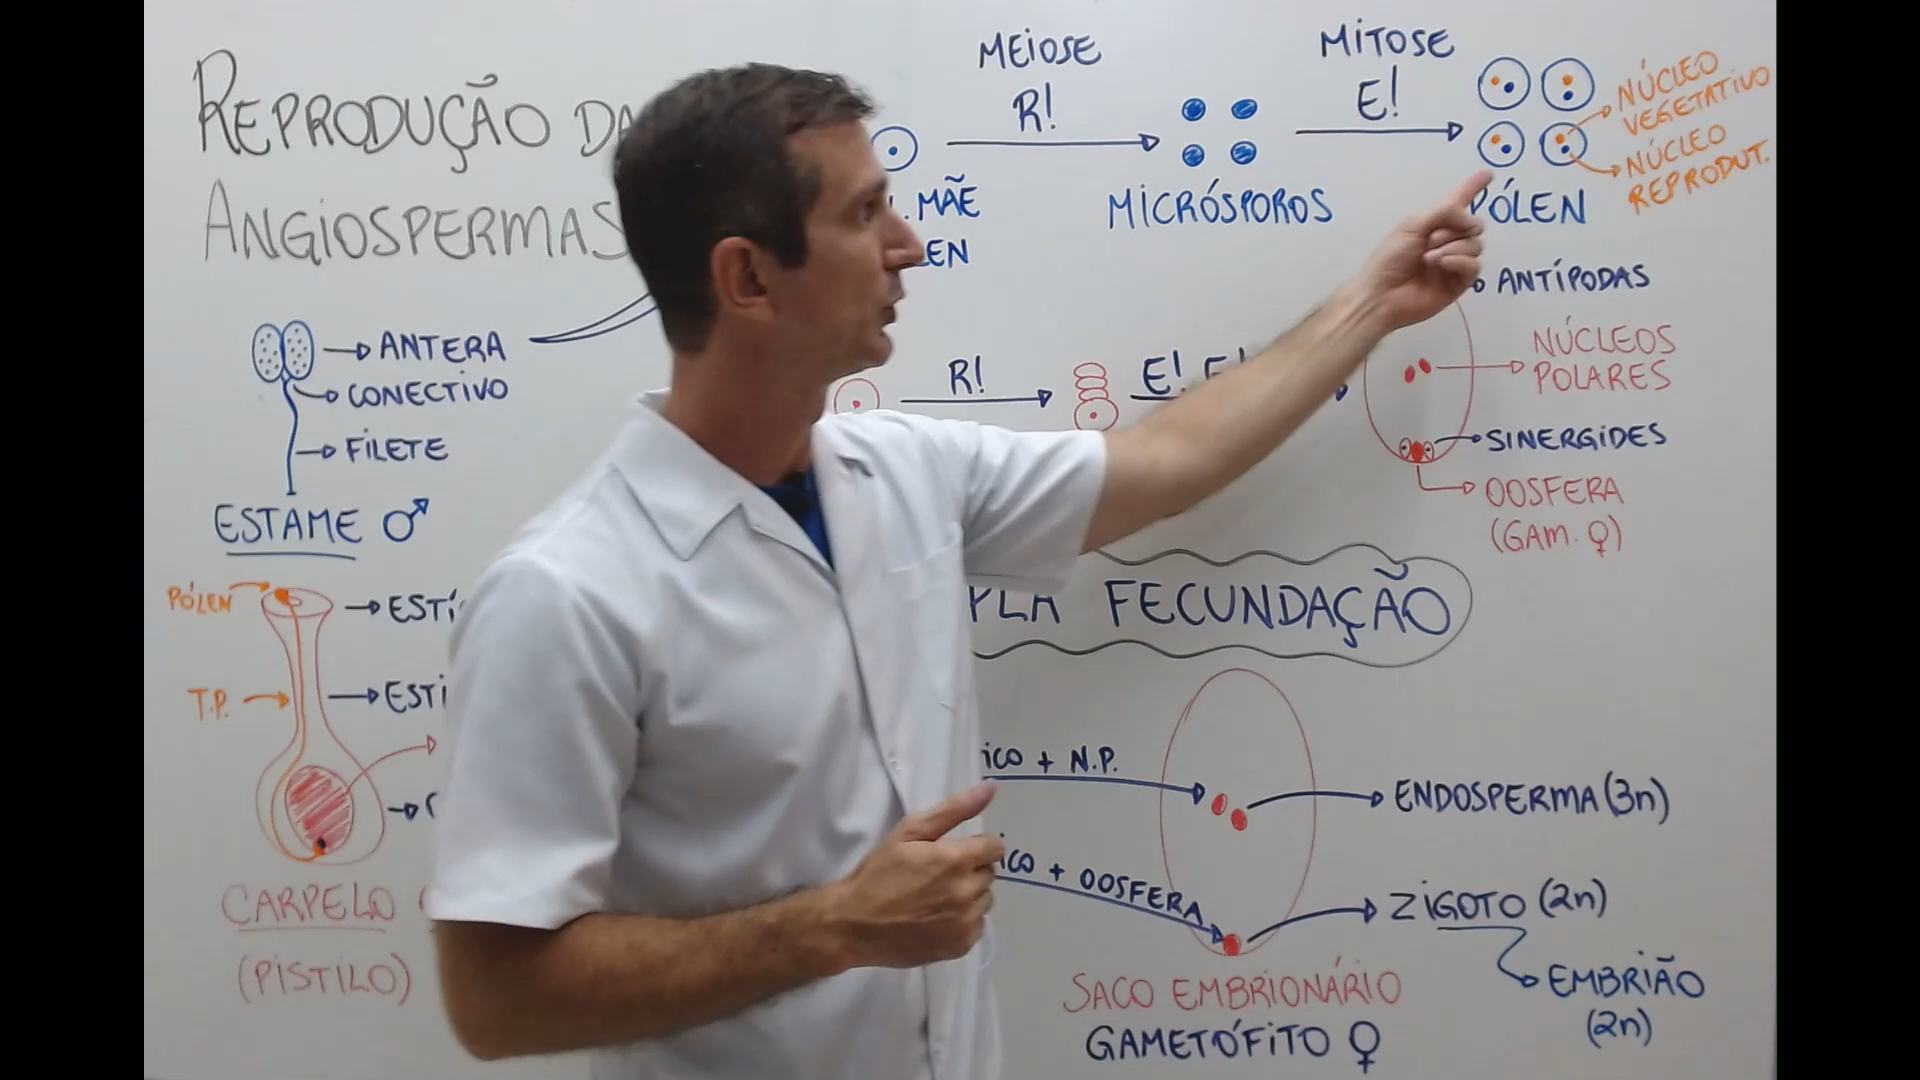 REPRODUÇÃO DA
ANGIOSPERMAS
ANTERA
CONECTIVO
FILETE
ESTAME ♂
PÓLEN
T.P.
CARPELO
(PISTILO)
MÃE
MEIOSE
R!
MICRÓSPOROS
MITOSE
E!
PÓLEN
NÚCLEO
VEGETATIVO
NÚCLEO
REPRODUT.
R!
E!
ANTÍPODAS
NÚCLEOS
POLARES
SINERGIDES
OOSFERA
(GAM. ♀)
FECUNDAÇÃO
+ N.P.
ENDOSPERMA (3n)
+ OOSFERA
ZIGOTO (2n)
EMBRIÃO
(2n)
SACO EMBRIONÁRIO
GAMETÓFITO ♀